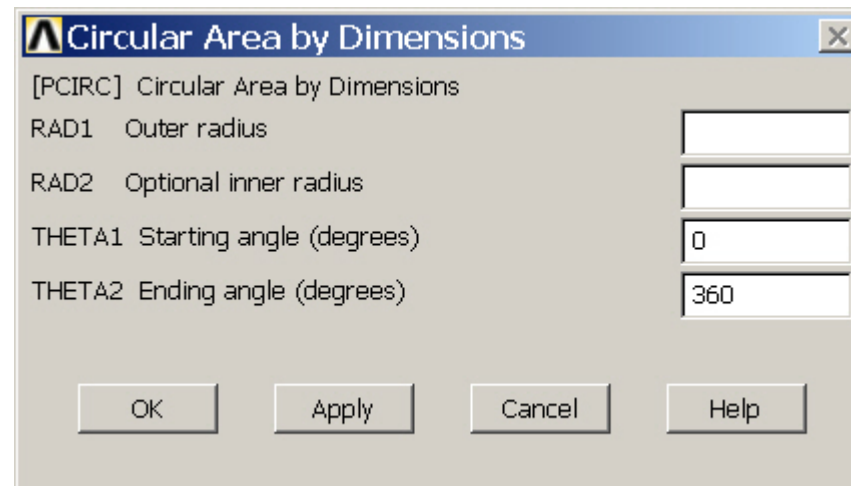 Circular Area by Dimensions
[PCIRC] Circular Area by Dimensions
RAD1 Outer radius
RAD2 Optional inner radius
THETA1 Starting angle (degrees) 0
THETA2 Ending angle (degrees) 360
OK Apply Cancel Help